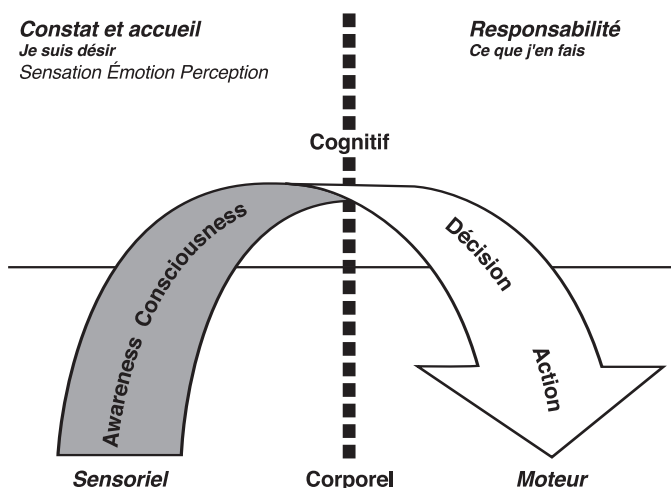 Constat et accueil
Je suis désir
Sensation Émotion Perception
Responsabilité
Ce que j'en fais
Cognitif
Awareness Consciousness
Décision
Action
Sensoriel
Corporel
Moteur